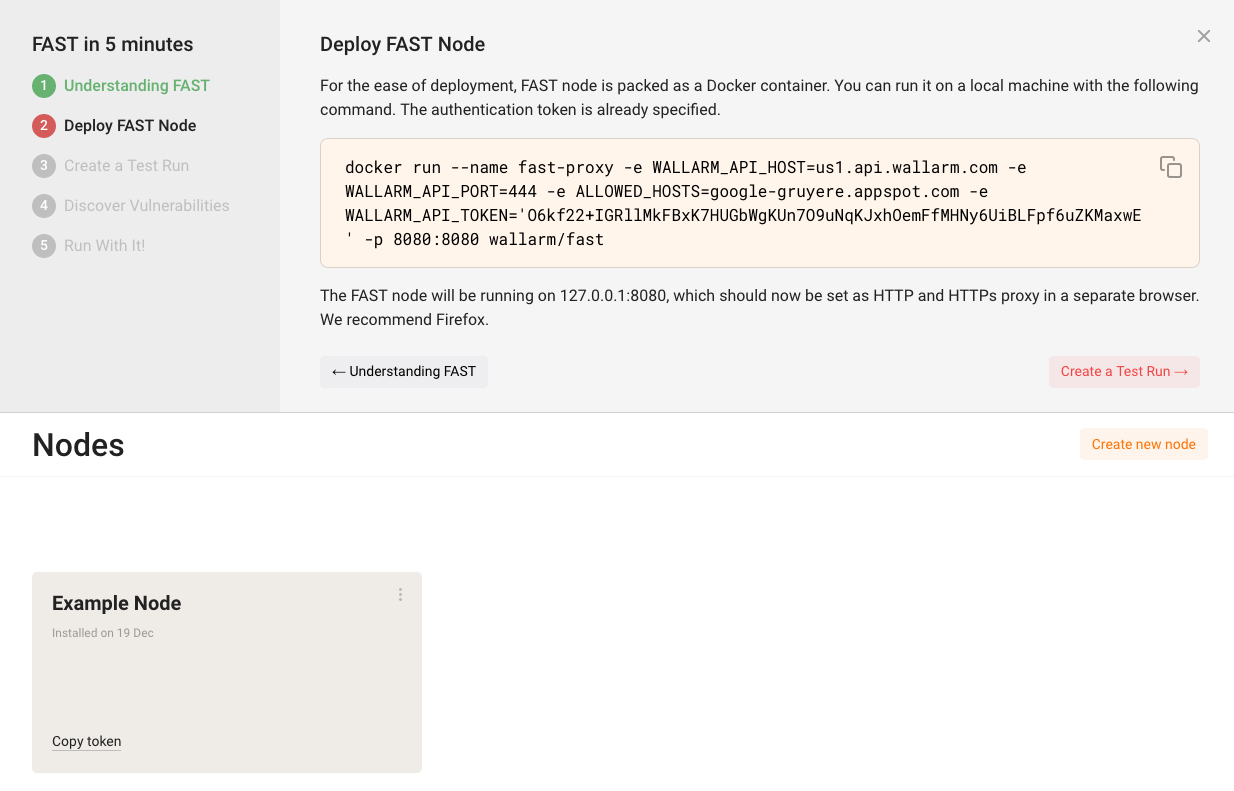 FAST in 5 minutes
1 Understanding FAST
2 Deploy FAST Node
3 Create a Test Run
4 Discover Vulnerabilities
5 Run With It!
Deploy FAST Node
For the ease of deployment, FAST node is packed as a Docker container. You can run it on a local machine with the following
command. The authentication token is already specified.
docker run --name fast-proxy -e WALLARM_API_HOST=us1.api.wallarm.com -e
WALLARM_API_PORT=444 -e ALLOWED_HOSTS=google-gruyere.appspot.com -e
WALLARM_API_TOKEN='O6kf22+IGRllMkFBxK7HUGbWgKUn7O9uNqKJxhOemFfMHNy6UiBLFpf6uZKMaxwE
' -p 8080:8080 wallarm/fast
The FAST node will be running on 127.0.0.1:8080, which should now be set as HTTP and HTTPs proxy in a separate browser.
We recommend Firefox.
← Understanding FAST
Create a Test Run →
Nodes
Create new node
Example Node
Installed on 19 Dec
Copy token